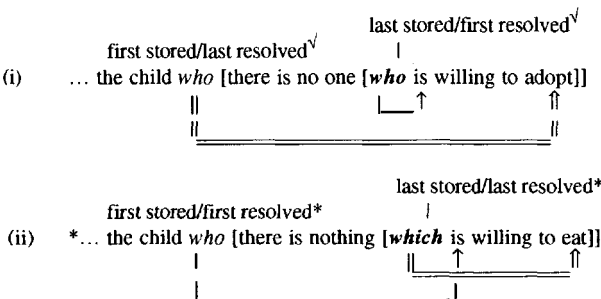 last stored/first resolved√
first stored/last resolved√
(i) ... the child who [there is no one [who is willing to adopt]]
last stored/last resolved*
first stored/first resolved*
(ii) *... the child who [there is nothing [which is willing to eat]]